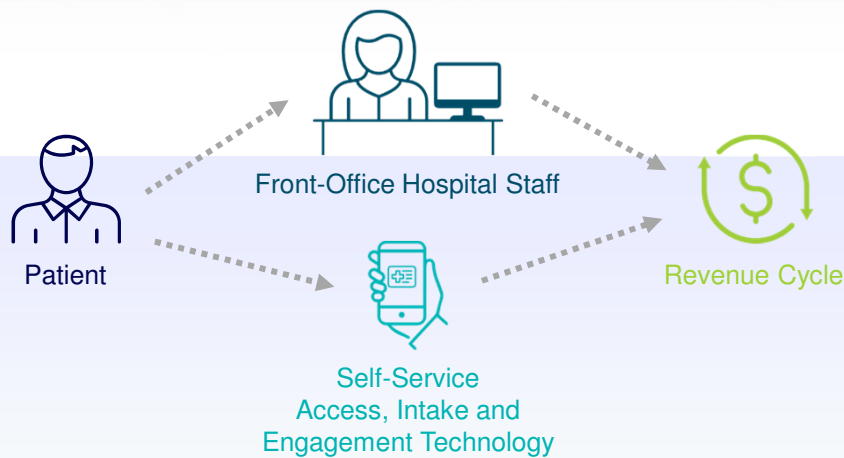 Front-Office Hospital Staff
Patient
$
Revenue Cycle
Self-Service
Access, Intake and
Engagement Technology